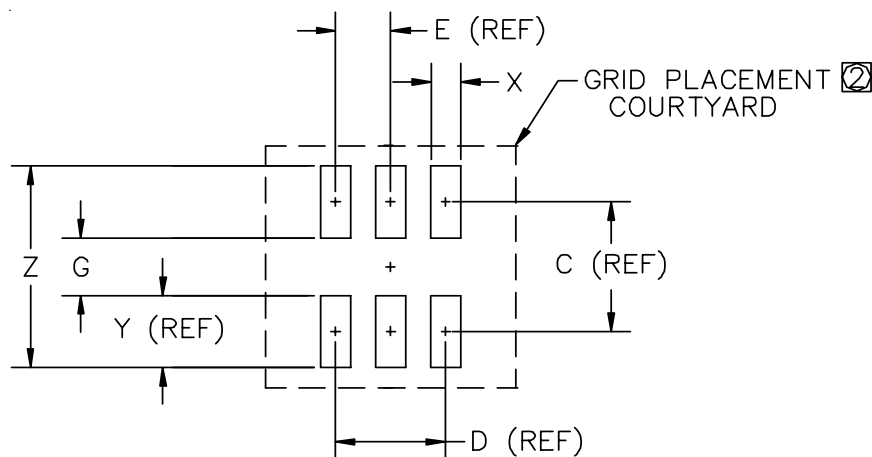 E (REF)
X
GRID PLACEMENT 2
COURTYARD
Z
G
C (REF)
Y (REF)
D (REF)